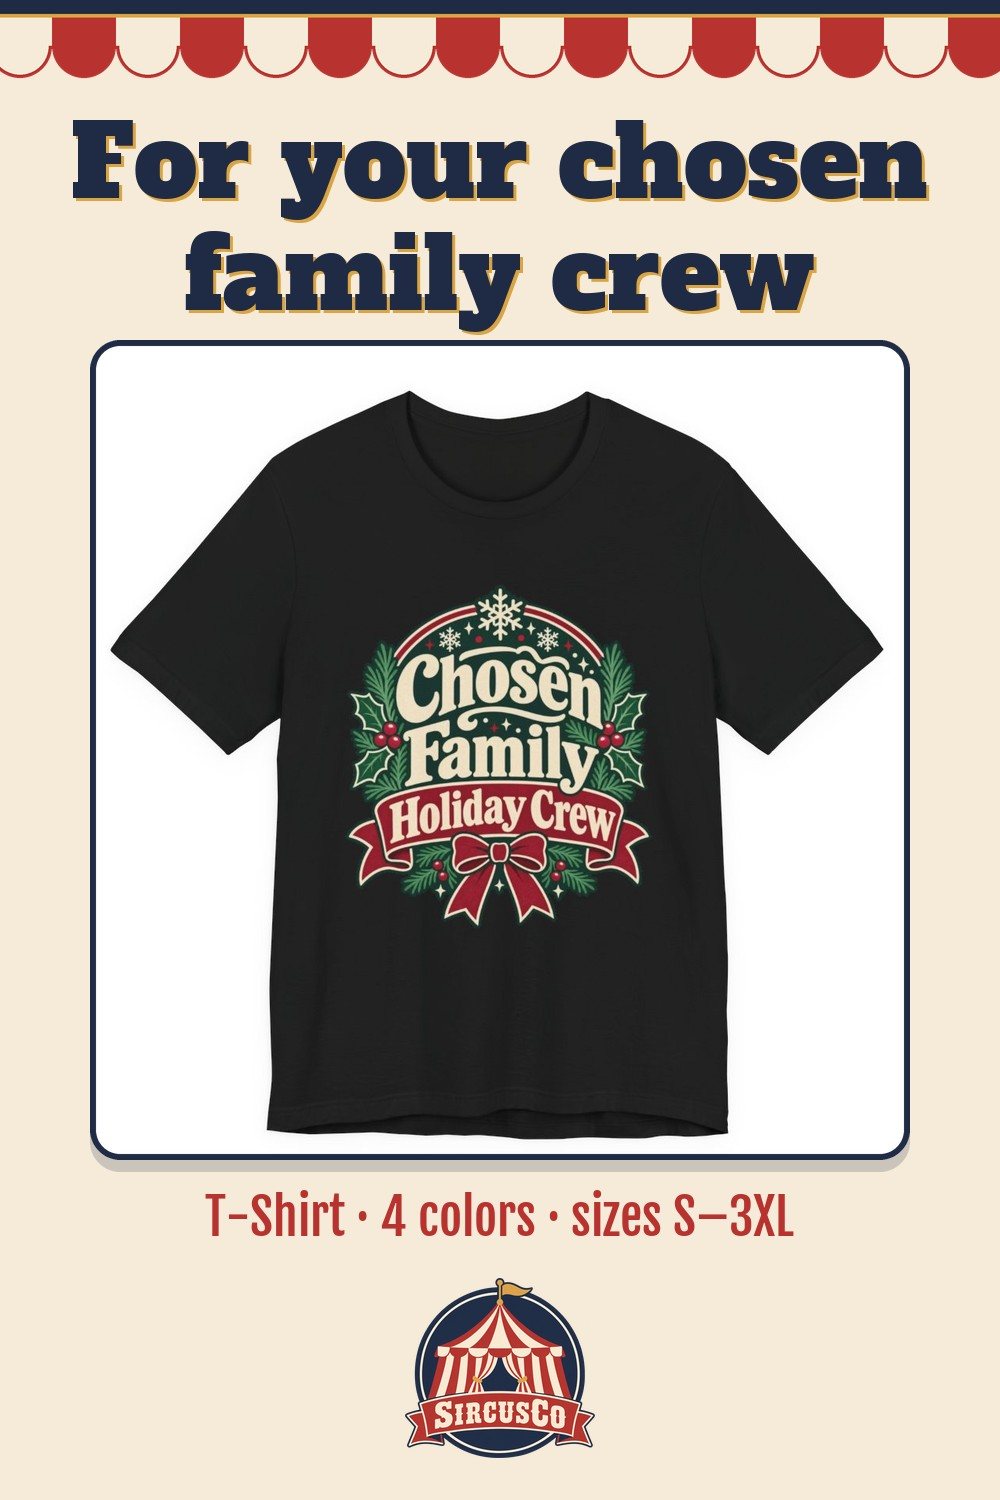 For your chosen
family crew
Chosen
Family
Holiday Crew
T-Shirt · 4 colors · sizes S–3XL
SircusCo